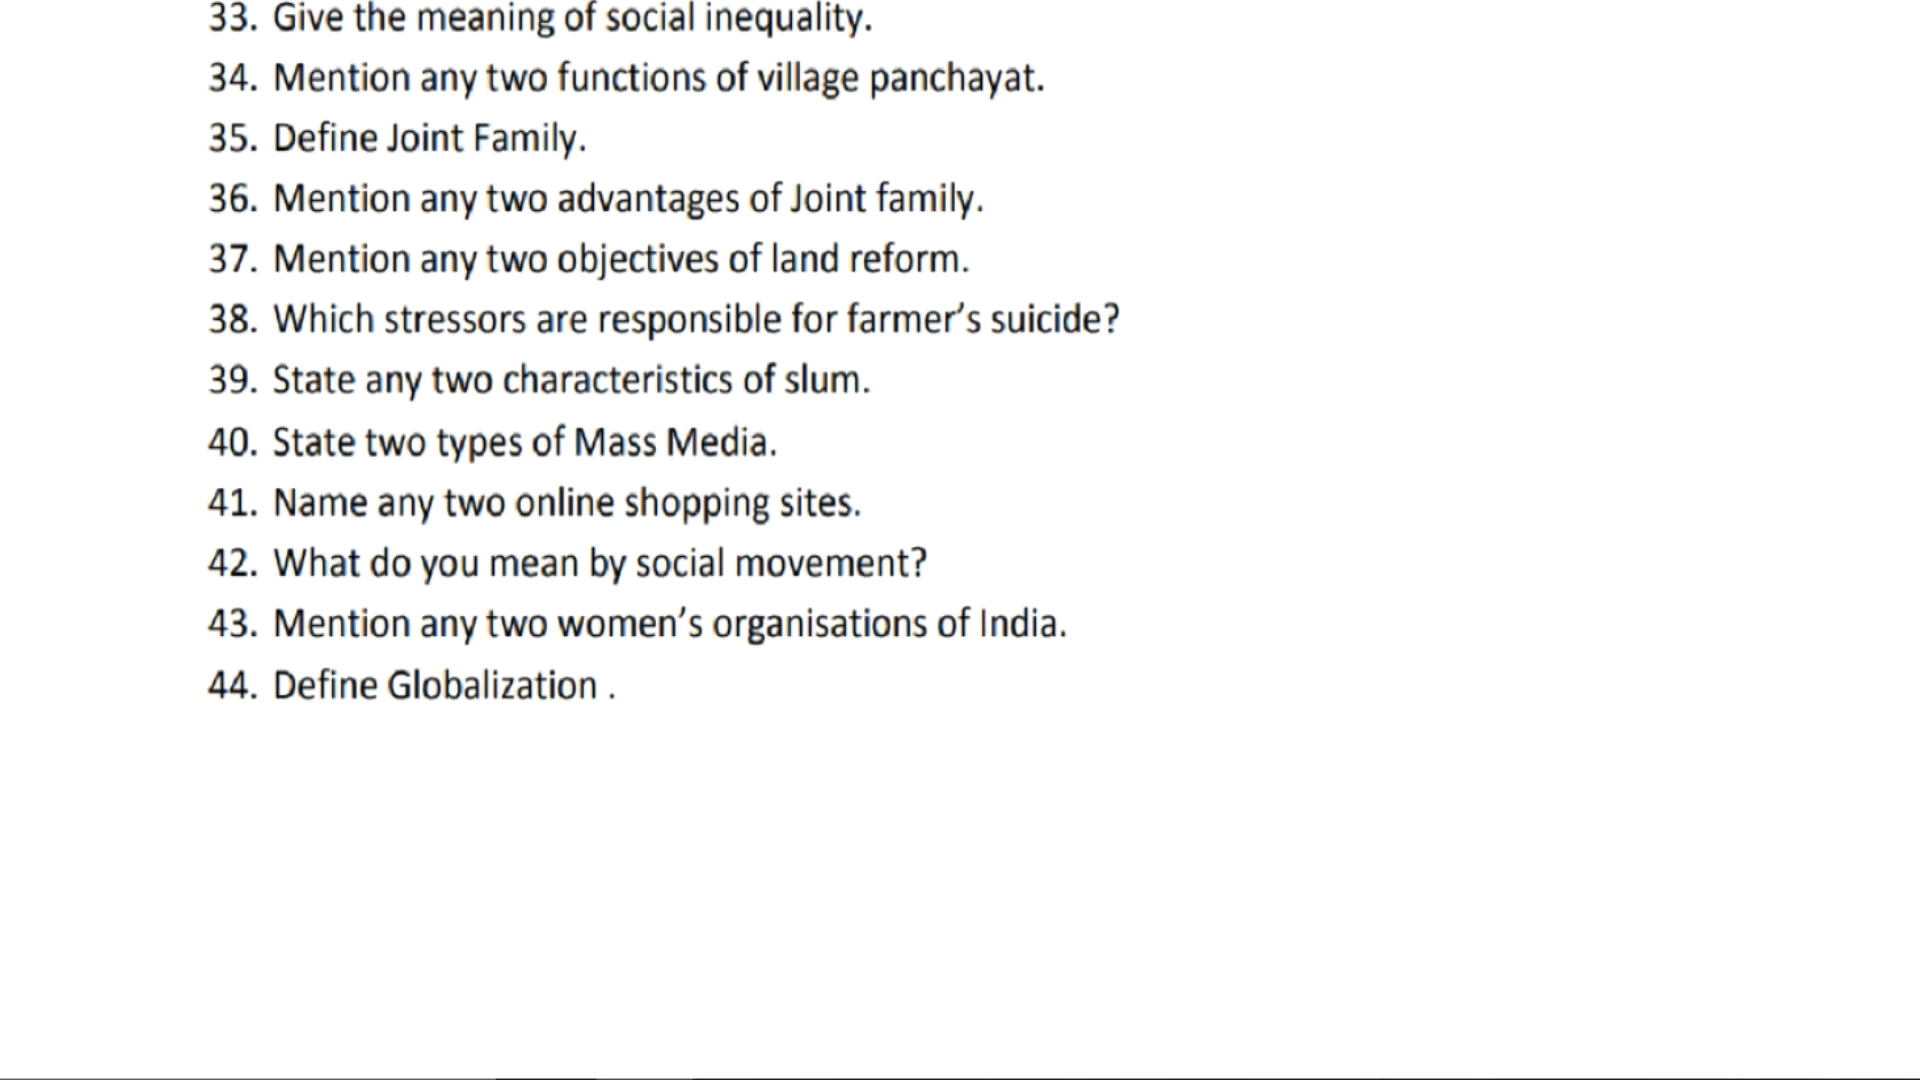 33. Give the meaning of social inequality.
34. Mention any two functions of village panchayat.
35. Define Joint Family.
36. Mention any two advantages of Joint family.
37. Mention any two objectives of land reform.
38. Which stressors are responsible for farmer’s suicide?
39. State any two characteristics of slum.
40. State two types of Mass Media.
41. Name any two online shopping sites.
42. What do you mean by social movement?
43. Mention any two women’s organisations of India.
44. Define Globalization .